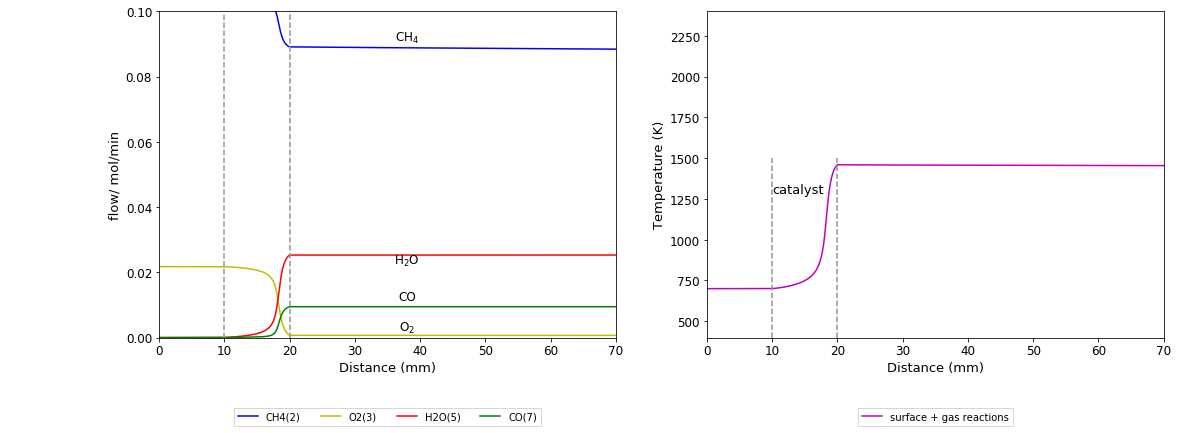 flow/ mol/min
0.10
0.08
0.06
0.04
0.02
0.00
CH₄
H₂O
CO
O₂
0 10 20 30 40 50 60 70
Distance (mm)
CH4(2) O2(3) H2O(5) CO(7)
Temperature (K)
2250
2000
1750
1500
1250
1000
750
500
catalyst
0 10 20 30 40 50 60 70
Distance (mm)
surface + gas reactions